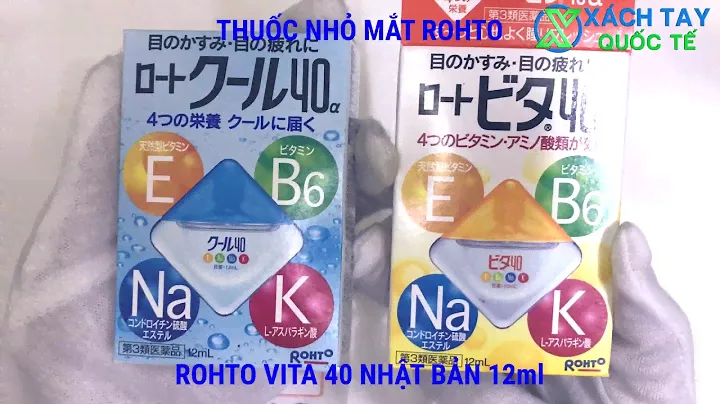 THUỐC NHỎ MẮT ROHTO
XÁCH TAY
QUỐC TẾ
目のかすみ・目の疲れに
ロート クール40α
4つの栄養 クールに届く
天然型ビタミン
E
ビタミン
B6
クール40
Na
コンドロイチン硫酸
エステル
K
L-アスパラギン酸
第3類医薬品
12mL
ROHTO
栄養
第3類医薬品
目のかすみ・目の疲れに
ロート ビタ40
4つのビタミン・アミノ酸類が
天然型ビタミン
E
ビタミン
B6
ビタ40
Na
コンドロイチン硫酸
エステル
K
L-アスパラギン酸
第3類医薬品
12mL
ROHTO
ROHTO VITA 40 NHẬT BẢN 12ml